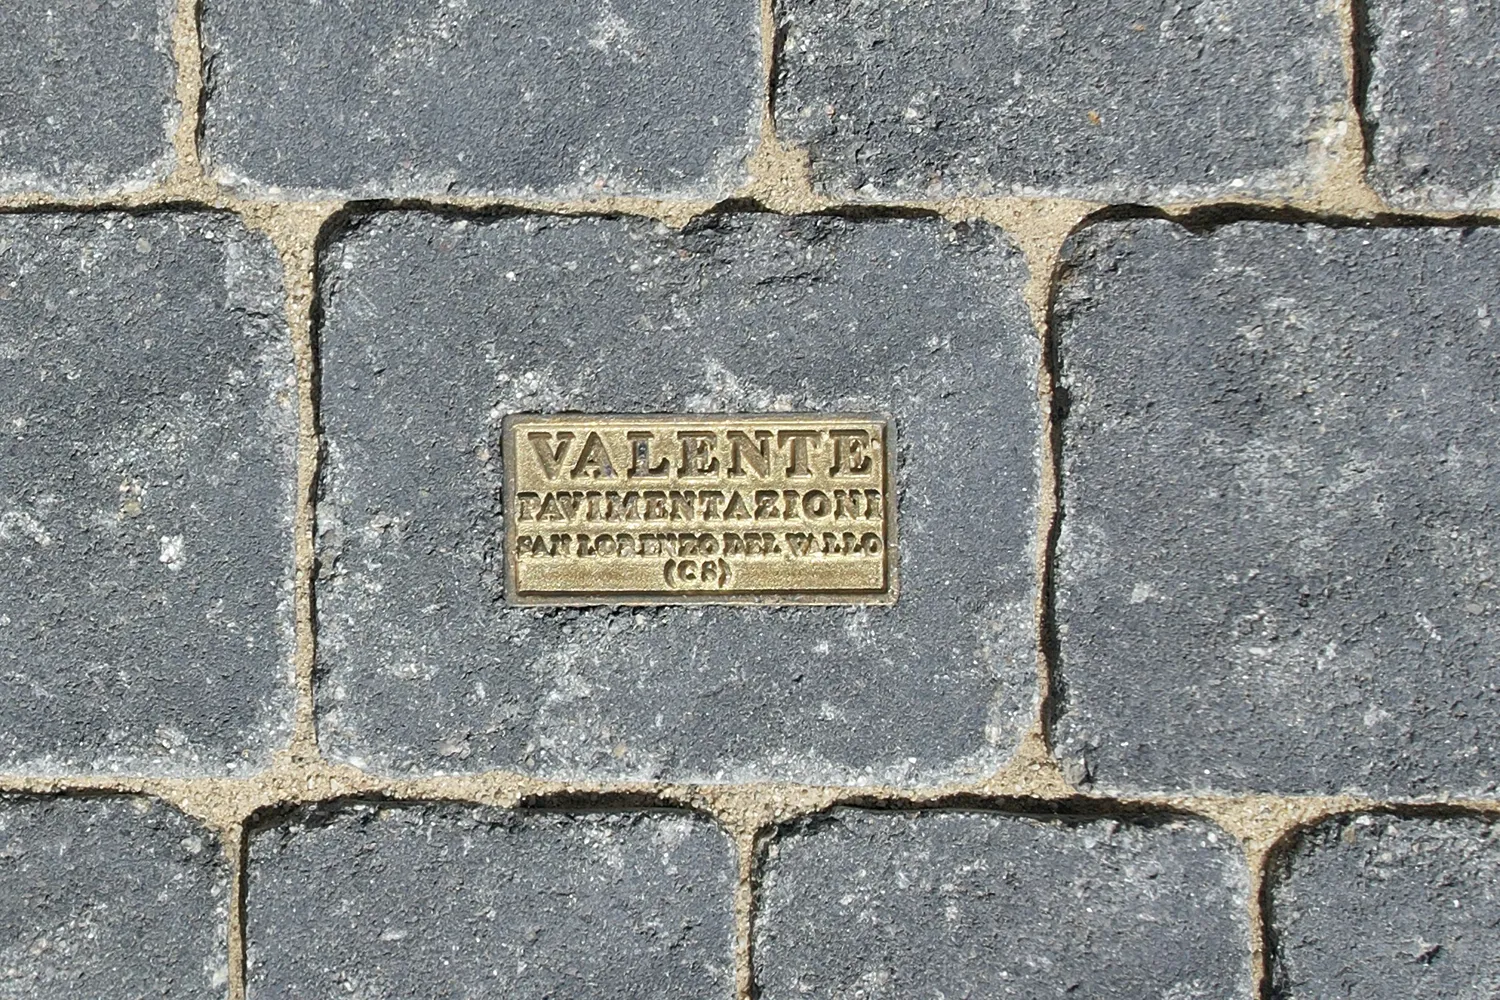 VALENTE
PAVIMENTAZIONI
SAN LORENZO DEL VALLO
(CS)